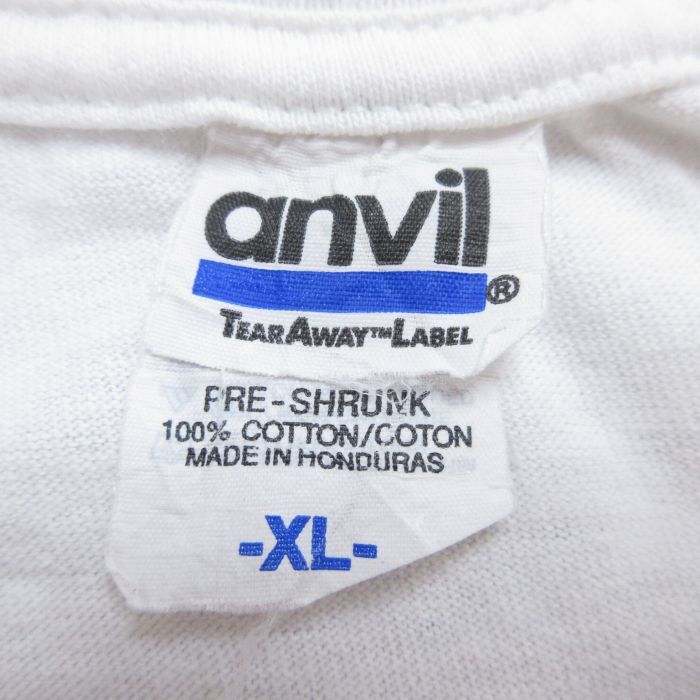 anvil®
TEARAWAY™LABEL
PRE-SHRUNK
100% COTTON/COTON
MADE IN HONDURAS
-XL-